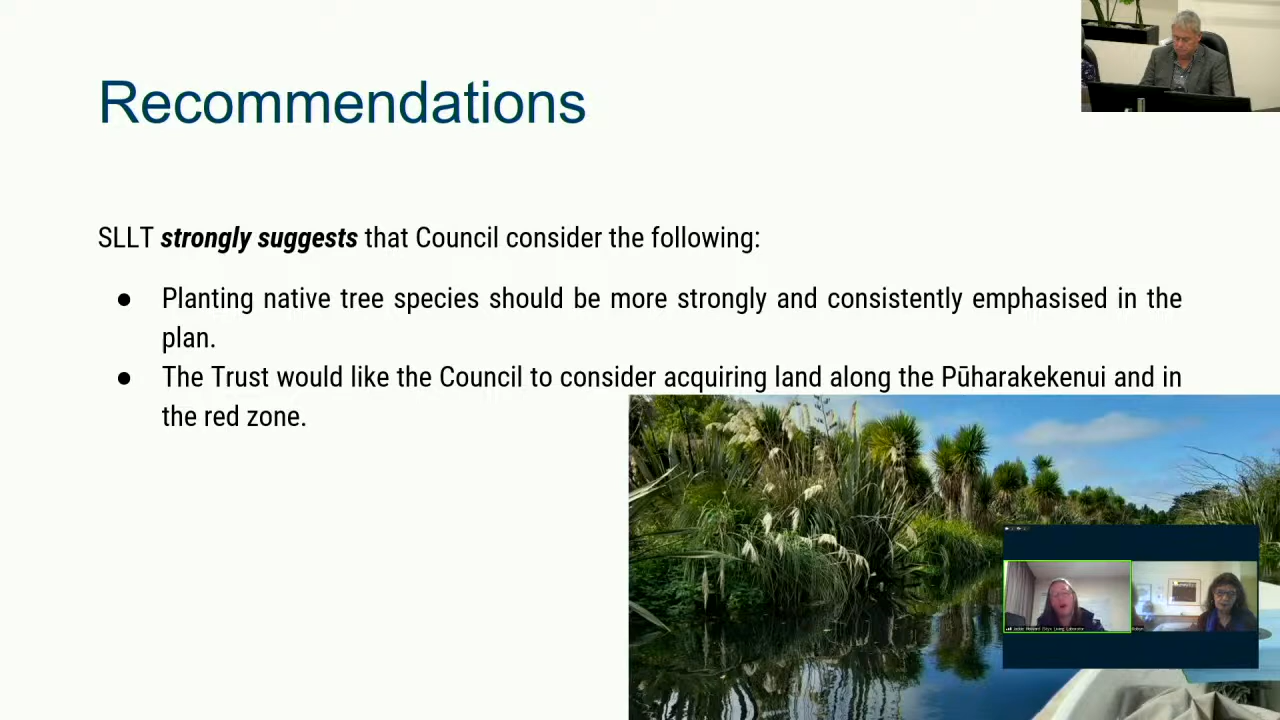 Recommendations
SLLT strongly suggests that Council consider the following:
● Planting native tree species should be more strongly and consistently emphasised in the
plan.
● The Trust would like the Council to consider acquiring land along the Pūharakekenui and in
the red zone.